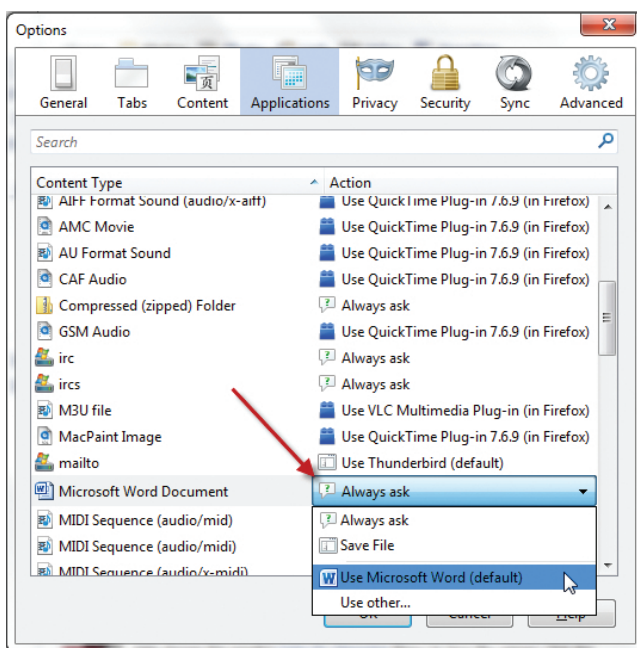 Options
General Tabs Content Applications Privacy Security Sync Advanced
Search
Content Type Action
AIFF Format Sound (audio/x-aiff) Use QuickTime Plug-in 7.6.9 (in Firefox)
AMC Movie Use QuickTime Plug-in 7.6.9 (in Firefox)
AU Format Sound Use QuickTime Plug-in 7.6.9 (in Firefox)
CAF Audio Use QuickTime Plug-in 7.6.9 (in Firefox)
Compressed (zipped) Folder Always ask
GSM Audio Use QuickTime Plug-in 7.6.9 (in Firefox)
irc Always ask
ircs Always ask
M3U file Use VLC Multimedia Plug-in (in Firefox)
MacPaint Image Use QuickTime Plug-in 7.6.9 (in Firefox)
mailto Use Thunderbird (default)
Microsoft Word Document Always ask
MIDI Sequence (audio/mid) Always ask
MIDI Sequence (audio/midi) Save File
MIDI Sequence (audio/x-midi) Use Microsoft Word (default)
Use other...
OK Cancel Help